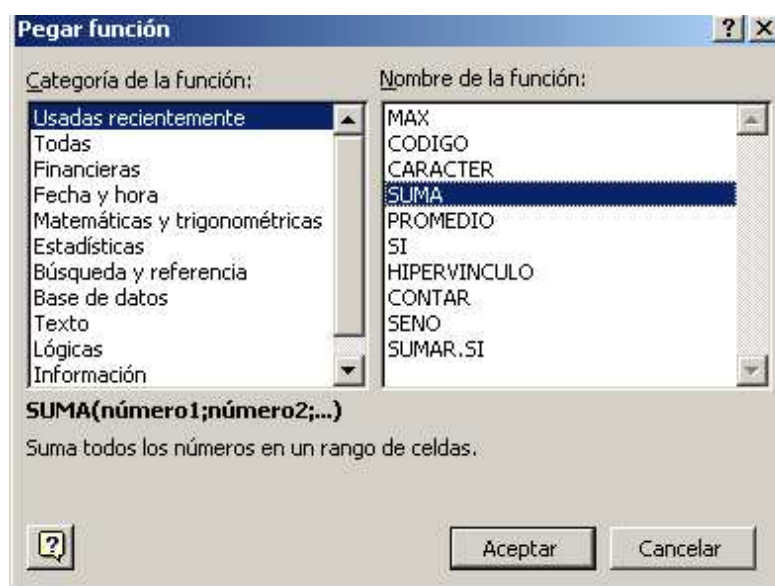 Pegar función
? X
Categoría de la función:
Usadas recientemente
Todas
Financieras
Fecha y hora
Matemáticas y trigonométricas
Estadísticas
Búsqueda y referencia
Base de datos
Texto
Lógicas
Información
Nombre de la función:
MAX
CODIGO
CARACTER
SUMA
PROMEDIO
SI
HIPERVINCULO
CONTAR
SENO
SUMAR.SI
SUMA(número1;número2;...)
Suma todos los números en un rango de celdas.
?
Aceptar
Cancelar